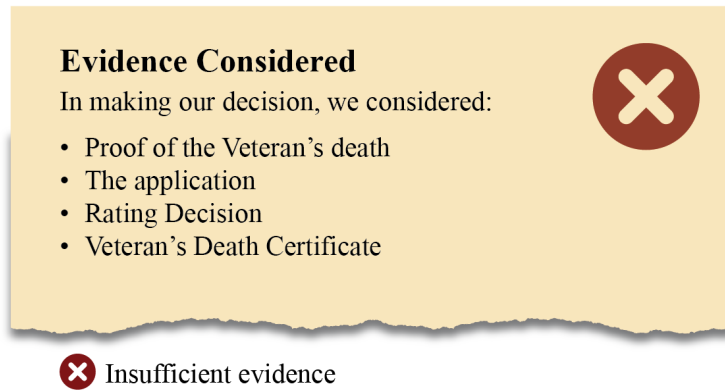 Evidence Considered
In making our decision, we considered:
• Proof of the Veteran’s death
• The application
• Rating Decision
• Veteran’s Death Certificate
Insufficient evidence